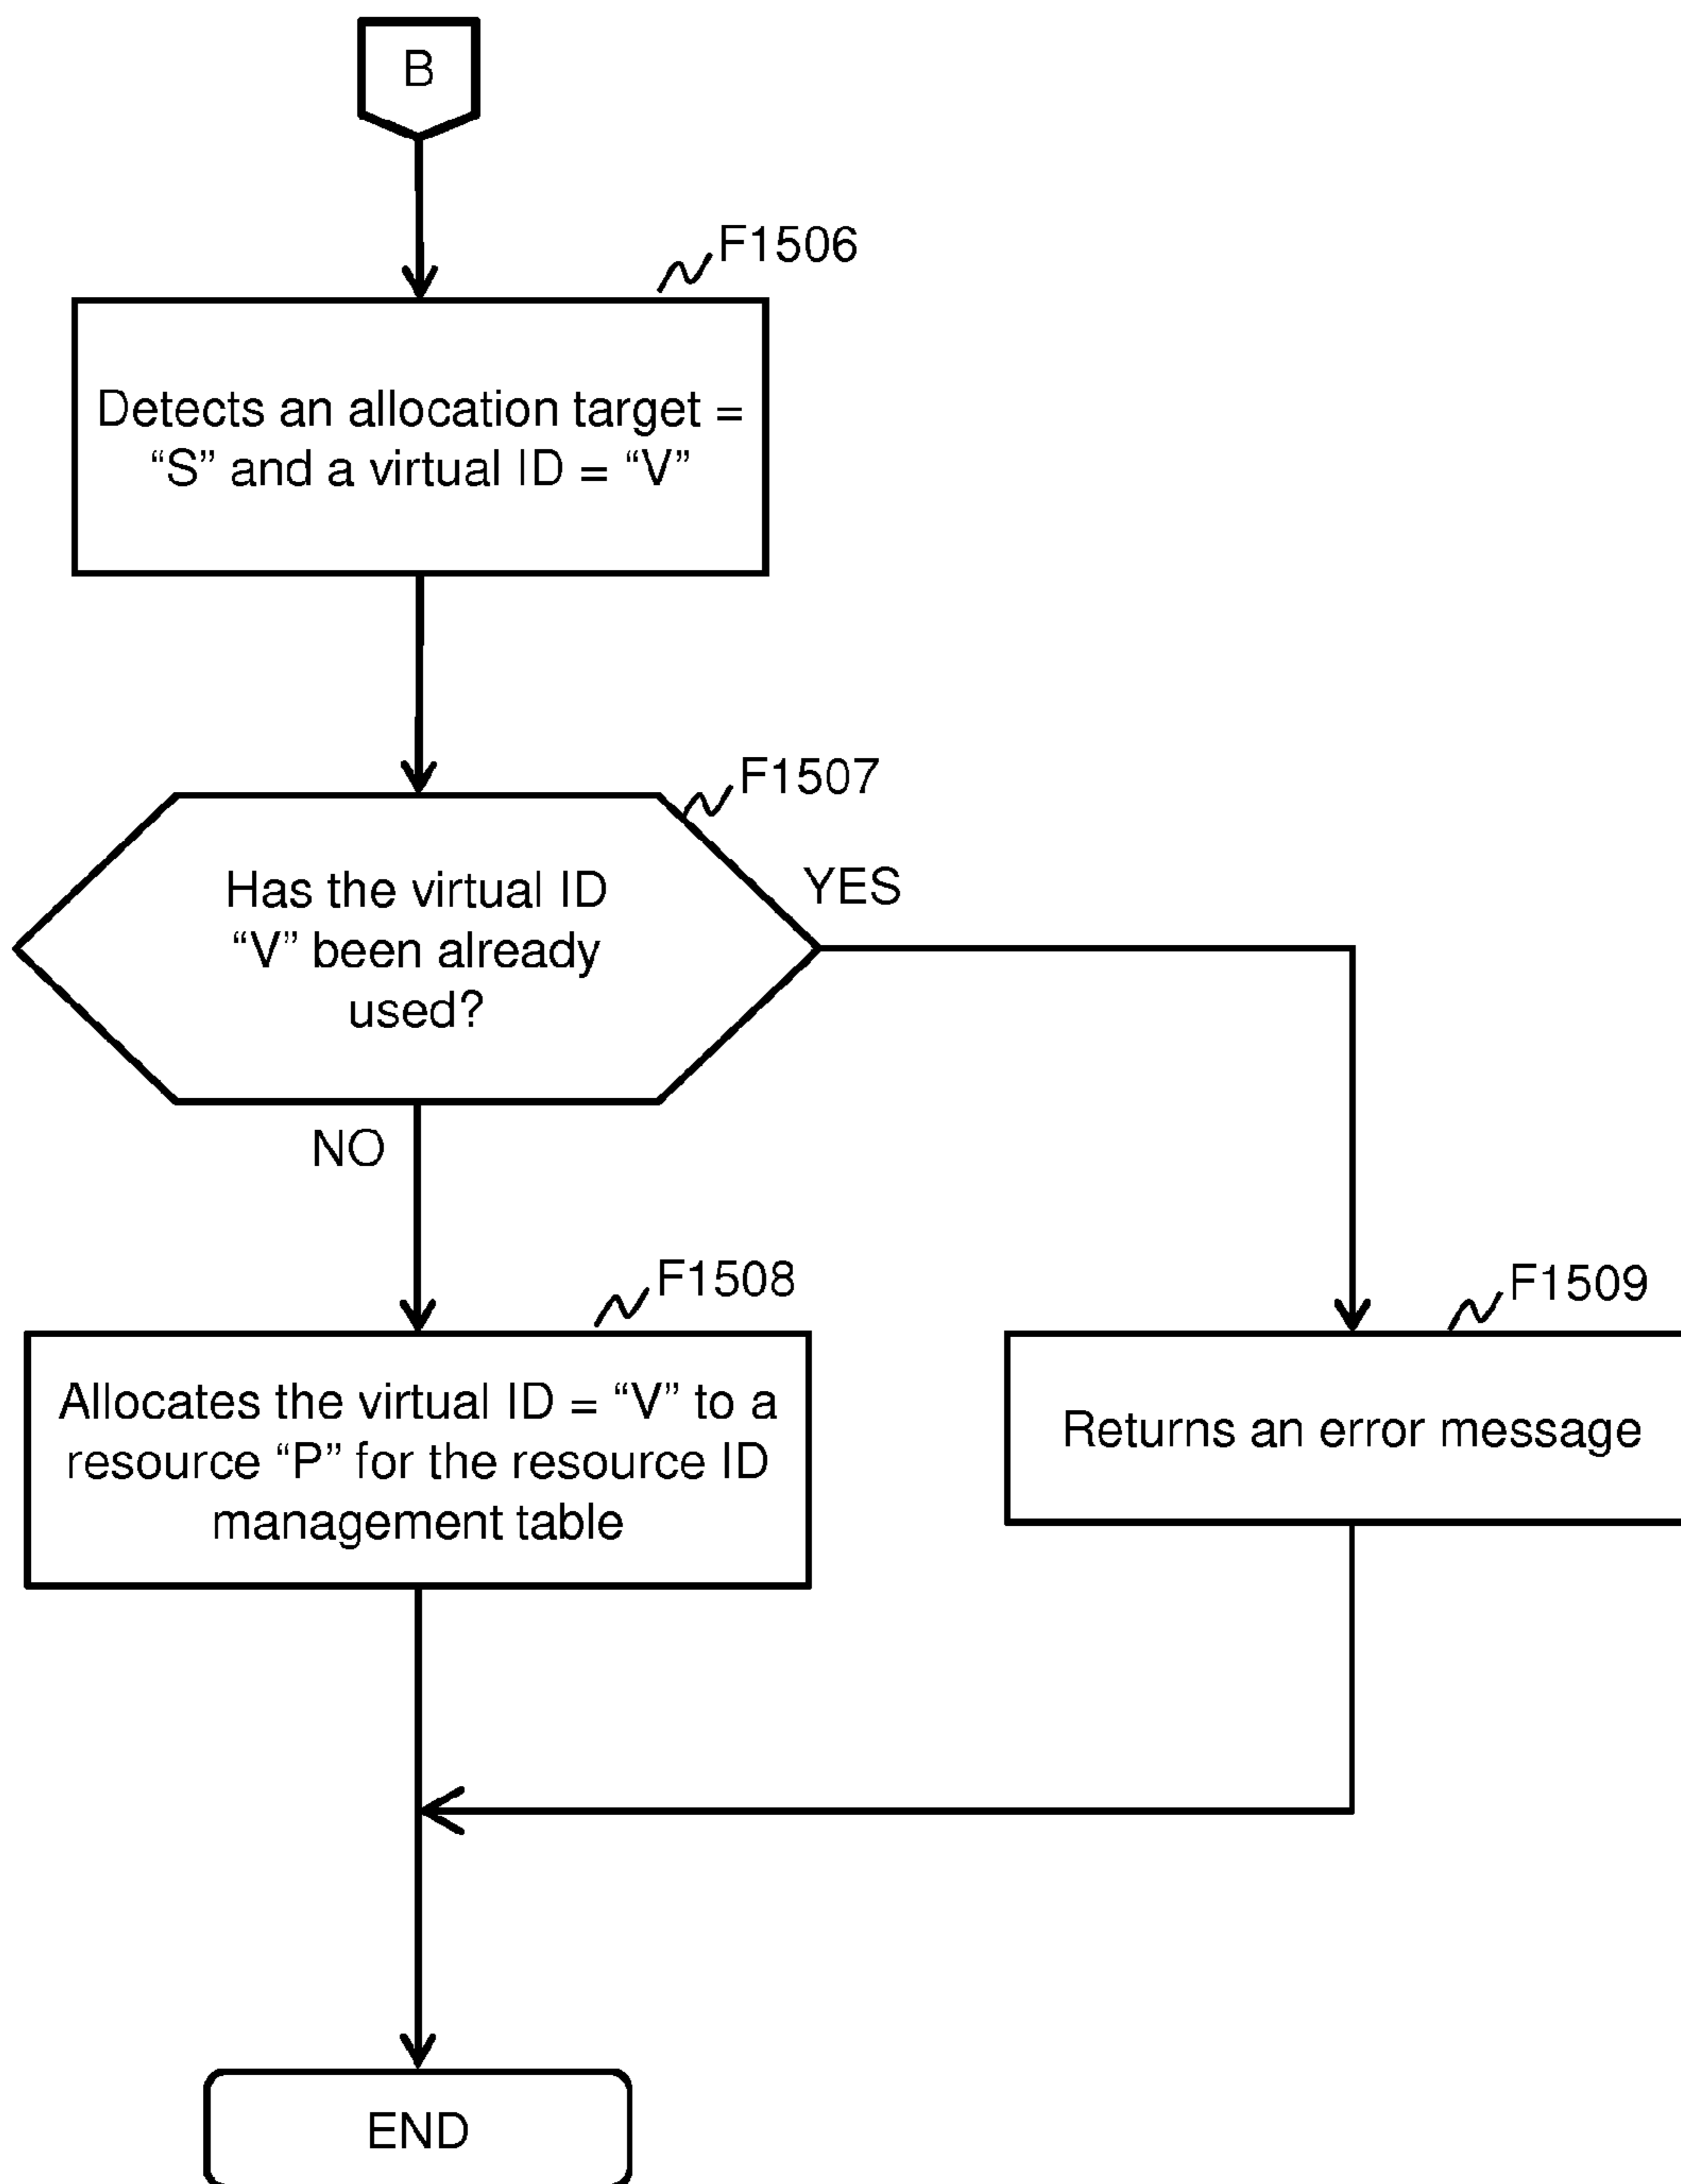 B
F1506
Detects an allocation target =
“S” and a virtual ID = “V”
F1507
Has the virtual ID
“V” been already
used?
YES
NO
F1508
Allocates the virtual ID = “V” to a
resource “P” for the resource ID
management table
F1509
Returns an error message
END